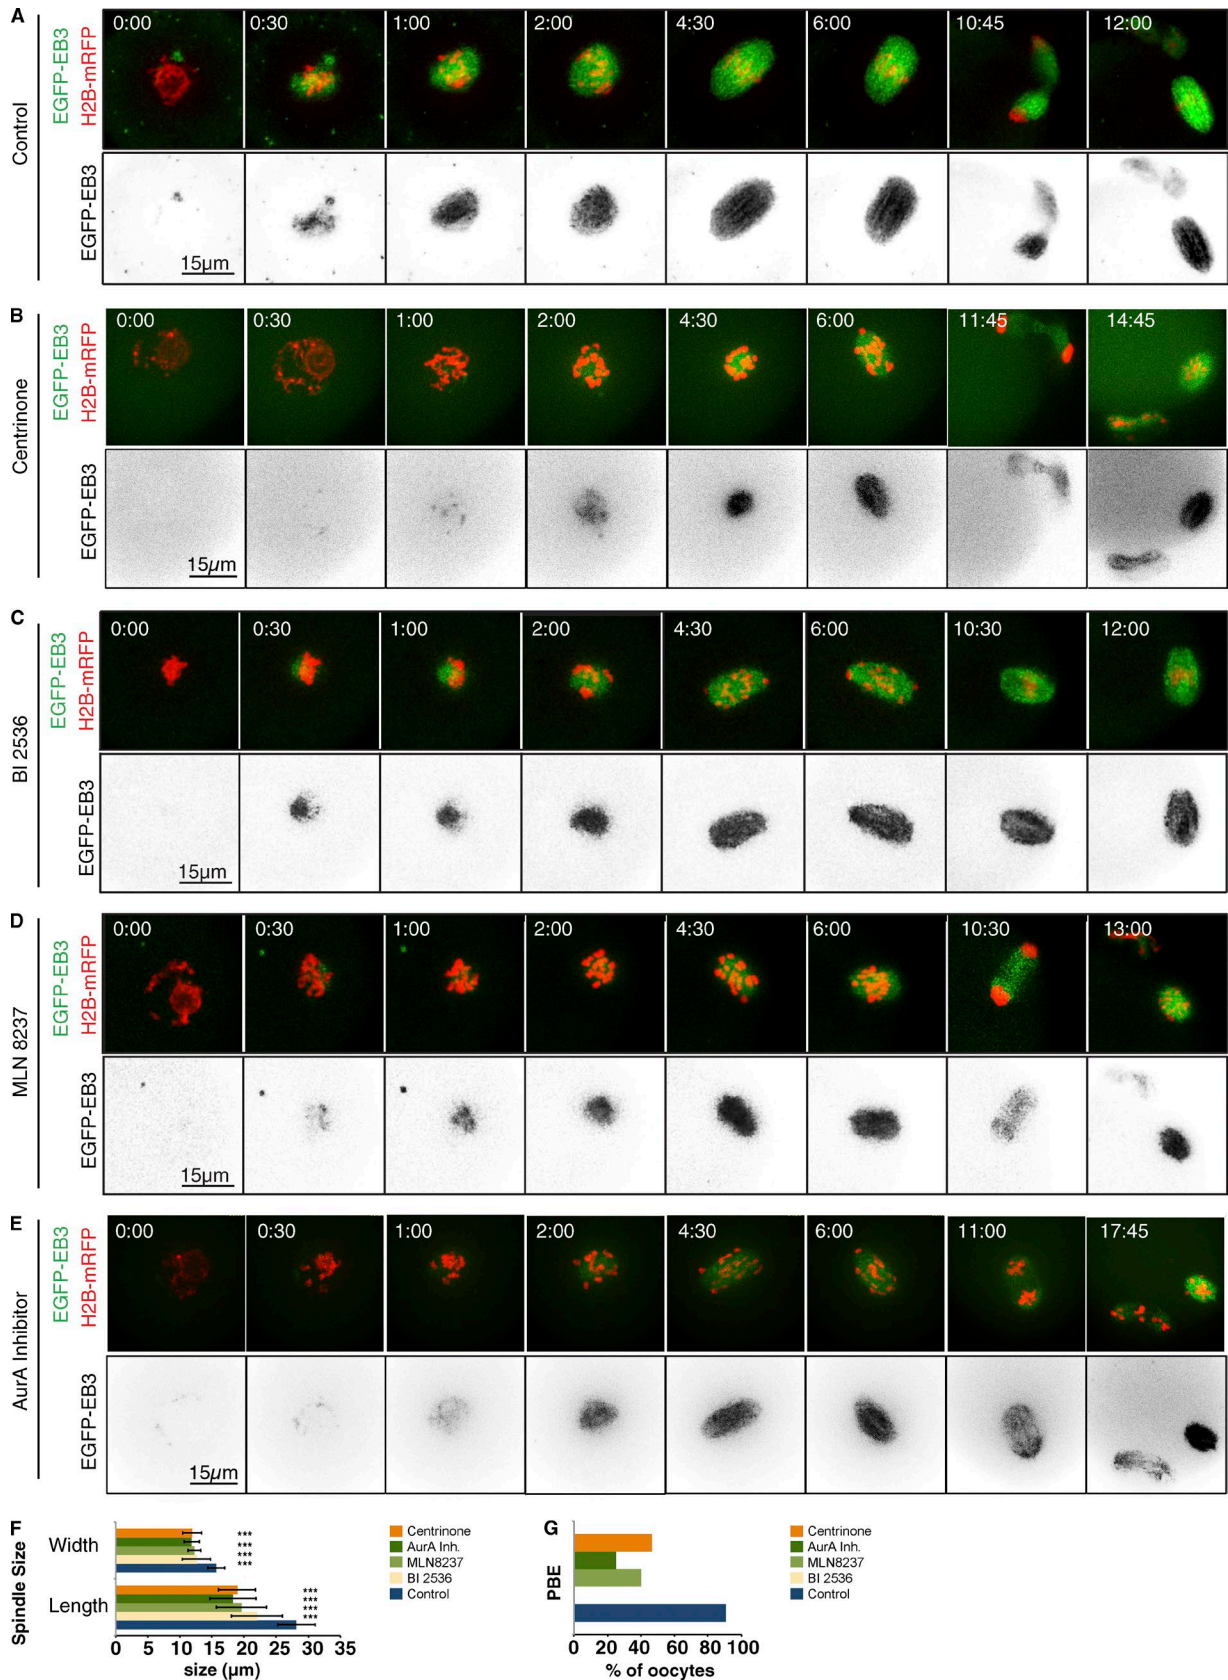 A
Control
EGFP-EB3
H2B-mRFP
0:00
0:30
1:00
2:00
4:30
6:00
10:45
12:00
EGFP-EB3
15µm
B
Centrinone
EGFP-EB3
H2B-mRFP
0:00
0:30
1:00
2:00
4:30
6:00
11:45
14:45
EGFP-EB3
15µm
C
BI 2536
EGFP-EB3
H2B-mRFP
0:00
0:30
1:00
2:00
4:30
6:00
10:30
12:00
EGFP-EB3
15µm
D
MLN 8237
EGFP-EB3
H2B-mRFP
0:00
0:30
1:00
2:00
4:30
6:00
10:30
13:00
EGFP-EB3
15µm
E
AurA Inhibitor
EGFP-EB3
H2B-mRFP
0:00
0:30
1:00
2:00
4:30
6:00
11:00
17:45
EGFP-EB3
15µm
F
Spindle Size
Width
***
***
***
***
Length
***
***
***
***
0 5 10 15 20 25 30 35
size (µm)
Centrinone
AurA Inh.
MLN8237
BI 2536
Control
G
PBE
0 20 40 60 80 100
% of oocytes
Centrinone
AurA Inh.
MLN8237
BI 2536
Control